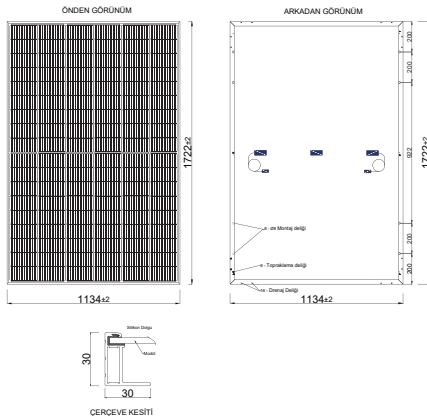 ÖNDEN GÖRÜNÜM
ARKADAN GÖRÜNÜM
1722±2
1134±2
200
200
922
200
200
1722±2
Montaj deliği
Topraklama deliği
Drenaj Deliği
1134±2
Silikon Dolgu
Modül
30
30
ÇERÇEVE KESİTİ